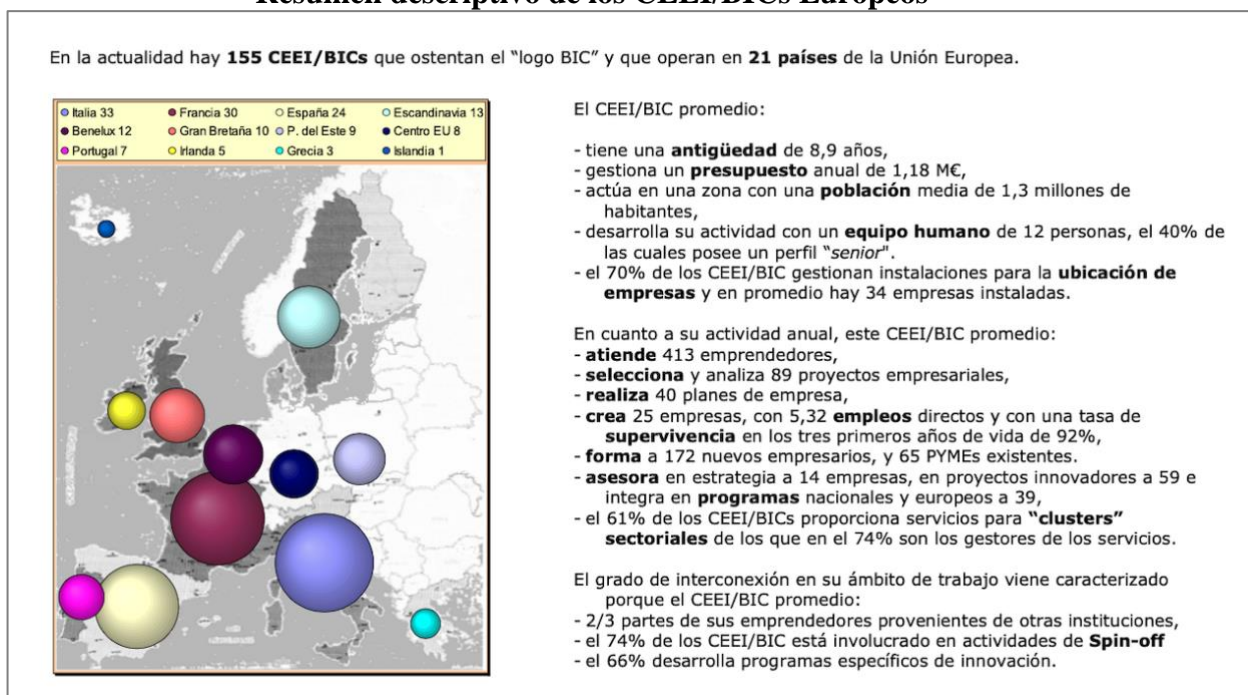 Resumen descriptivo de los CEEI/BICs Europeos
En la actualidad hay 155 CEEI/BICs que ostentan el “logo BIC” y que operan en 21 países de la Unión Europea.
Italia 33 Francia 30 España 24 Escandinavia 13
Benelux 12 Gran Bretaña 10 P. del Este 9 Centro EU 8
Portugal 7 Irlanda 5 Grecia 3 Islandia 1
El CEEI/BIC promedio:
- tiene una antigüedad de 8,9 años,
- gestiona un presupuesto anual de 1,18 M€,
- actúa en una zona con una población media de 1,3 millones de
habitantes,
- desarrolla su actividad con un equipo humano de 12 personas, el 40% de
las cuales posee un perfil “senior".
- el 70% de los CEEI/BIC gestionan instalaciones para la ubicación de
empresas y en promedio hay 34 empresas instaladas.
En cuanto a su actividad anual, este CEEI/BIC promedio:
- atiende 413 emprendedores,
- selecciona y analiza 89 proyectos empresariales,
- realiza 40 planes de empresa,
- crea 25 empresas, con 5,32 empleos directos y con una tasa de
supervivencia en los tres primeros años de vida de 92%,
- forma a 172 nuevos empresarios, y 65 PYMEs existentes.
- asesora en estrategia a 14 empresas, en proyectos innovadores a 59 e
integra en programas nacionales y europeos a 39,
- el 61% de los CEEI/BICs proporciona servicios para “clusters”
sectoriales de los que en el 74% son los gestores de los servicios.
El grado de interconexión en su ámbito de trabajo viene caracterizado
porque el CEEI/BIC promedio:
- 2/3 partes de sus emprendedores provenientes de otras instituciones,
- el 74% de los CEEI/BIC está involucrado en actividades de Spin-off
- el 66% desarrolla programas específicos de innovación.